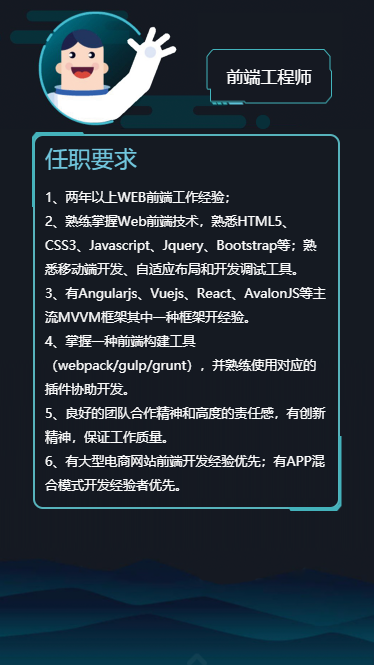 前端工程师
任职要求
1、两年以上WEB前端工作经验；
2、熟练掌握Web前端技术，熟悉HTML5、
CSS3、Javascript、Jquery、Bootstrap等；熟
悉移动端开发、自适应布局和开发调试工具。
3、有Angularjs、Vuejs、React、AvalonJS等主
流MVVM框架其中一种框架开经验。
4、掌握一种前端构建工具
（webpack/gulp/grunt），并熟练使用对应的
插件协助开发。
5、良好的团队合作精神和高度的责任感，有创新
精神，保证工作质量。
6、有大型电商网站前端开发经验优先；有APP混
合模式开发经验者优先。